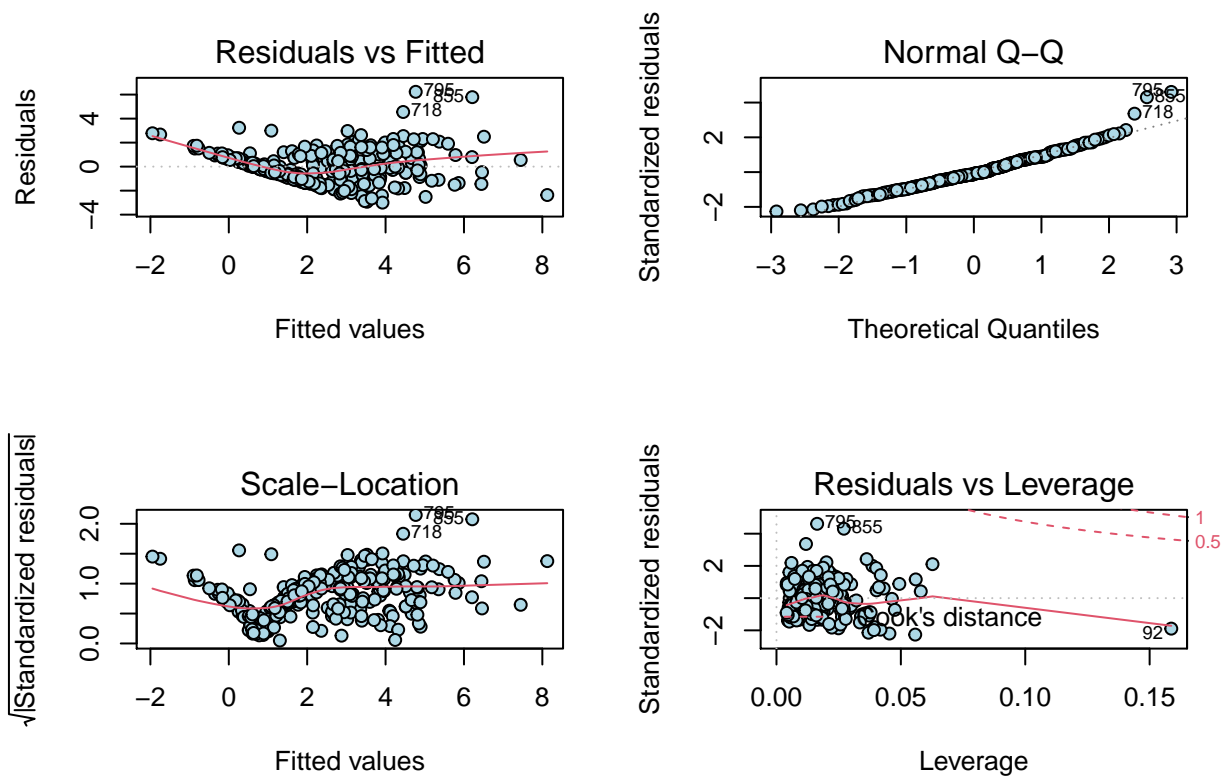 Residuals vs Fitted
Residuals
4
0
−4
−2 0 2 4 6 8
Fitted values
795
855
718
Normal Q−Q
Standardized residuals
2
−2
−3 −2 −1 0 1 2 3
Theoretical Quantiles
795
855
718
Scale−Location
√|Standardized residuals|
2.0
1.0
0.0
−2 0 2 4 6 8
Fitted values
795
855
718
Residuals vs Leverage
Standardized residuals
2
−2
0.00 0.05 0.10 0.15
Leverage
795
855
92
Cook's distance
1
0.5